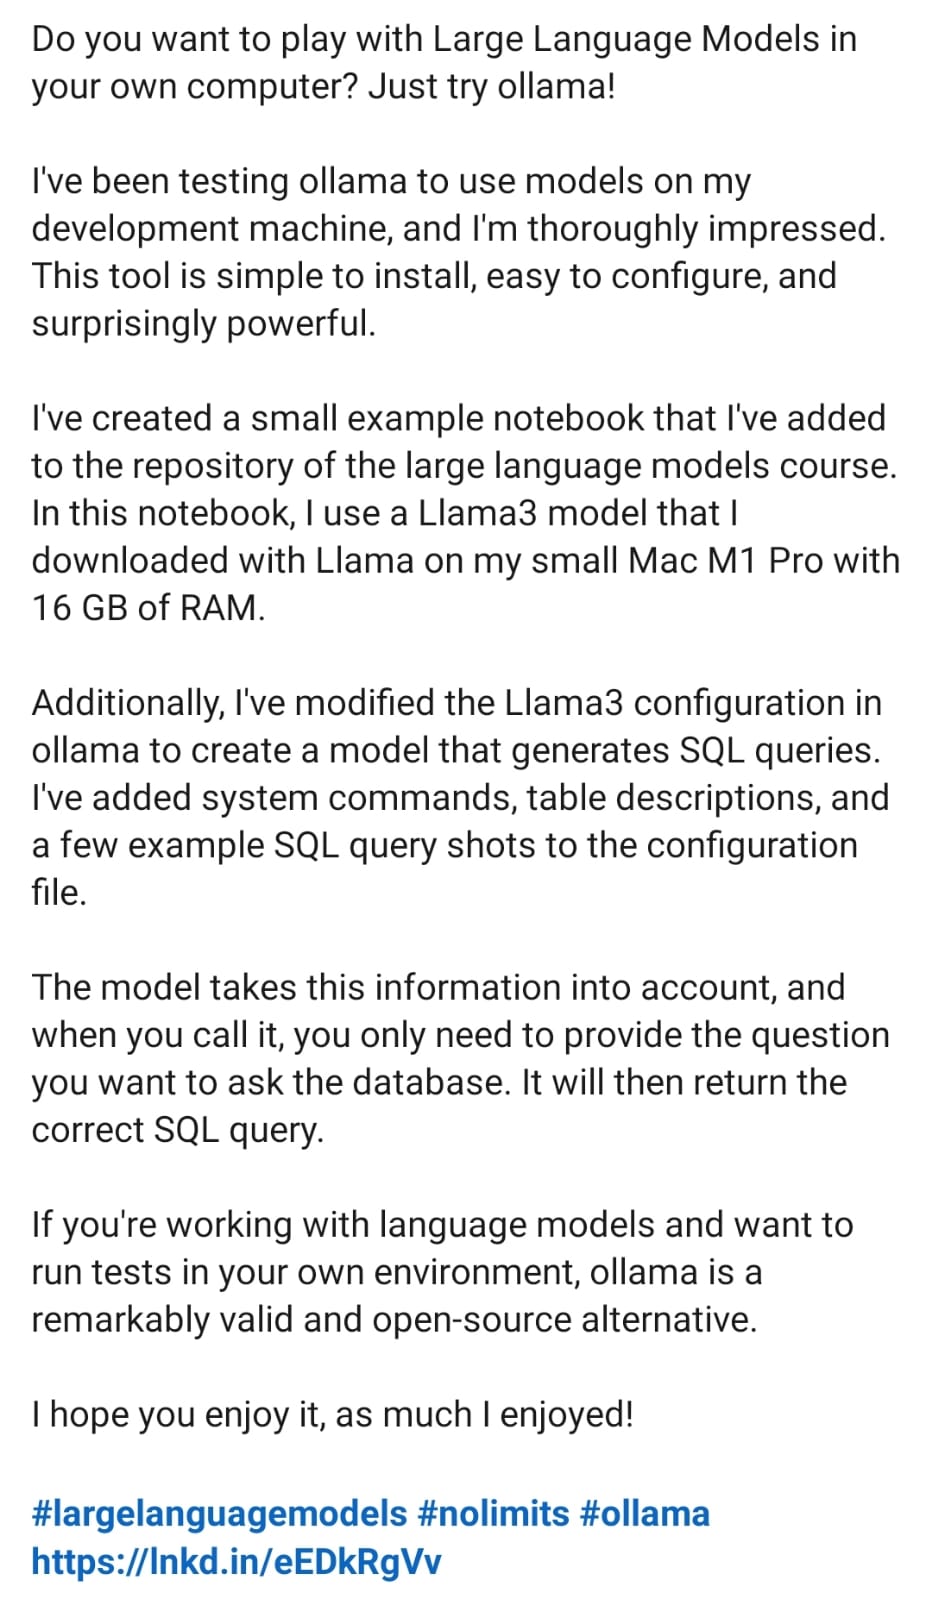 Do you want to play with Large Language Models in
your own computer? Just try ollama!
I've been testing ollama to use models on my
development machine, and I'm thoroughly impressed.
This tool is simple to install, easy to configure, and
surprisingly powerful.
I've created a small example notebook that I've added
to the repository of the large language models course.
In this notebook, I use a Llama3 model that I
downloaded with Llama on my small Mac M1 Pro with
16 GB of RAM.
Additionally, I've modified the Llama3 configuration in
ollama to create a model that generates SQL queries.
I've added system commands, table descriptions, and
a few example SQL query shots to the configuration
file.
The model takes this information into account, and
when you call it, you only need to provide the question
you want to ask the database. It will then return the
correct SQL query.
If you're working with language models and want to
run tests in your own environment, ollama is a
remarkably valid and open-source alternative.
I hope you enjoy it, as much I enjoyed!
#largelanguagemodels #nolimits #ollama
https://lnkd.in/eEDkRgVv